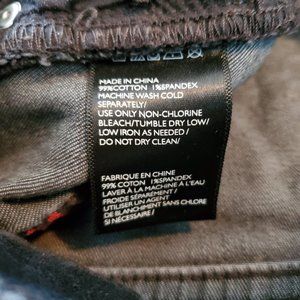 MADE IN CHINA
99%COTTON 1%SPANDEX
MACHINE WASH COLD
SEPARATELY/
USE ONLY NON-CHLORINE
BLEACH/TUMBLE DRY LOW/
LOW IRON AS NEEDED /
DO NOT DRY CLEAN/
FABRIQUE EN CHINE
99% COTON 1%SPANDEX
LAVER À LA MACHINE À L'EAU
FROIDE SÉPARÉMENT/
UTILISER UN AGENT
DE BLANCHIMENT SANS CHLORE
SI NÉCESSAIRE /